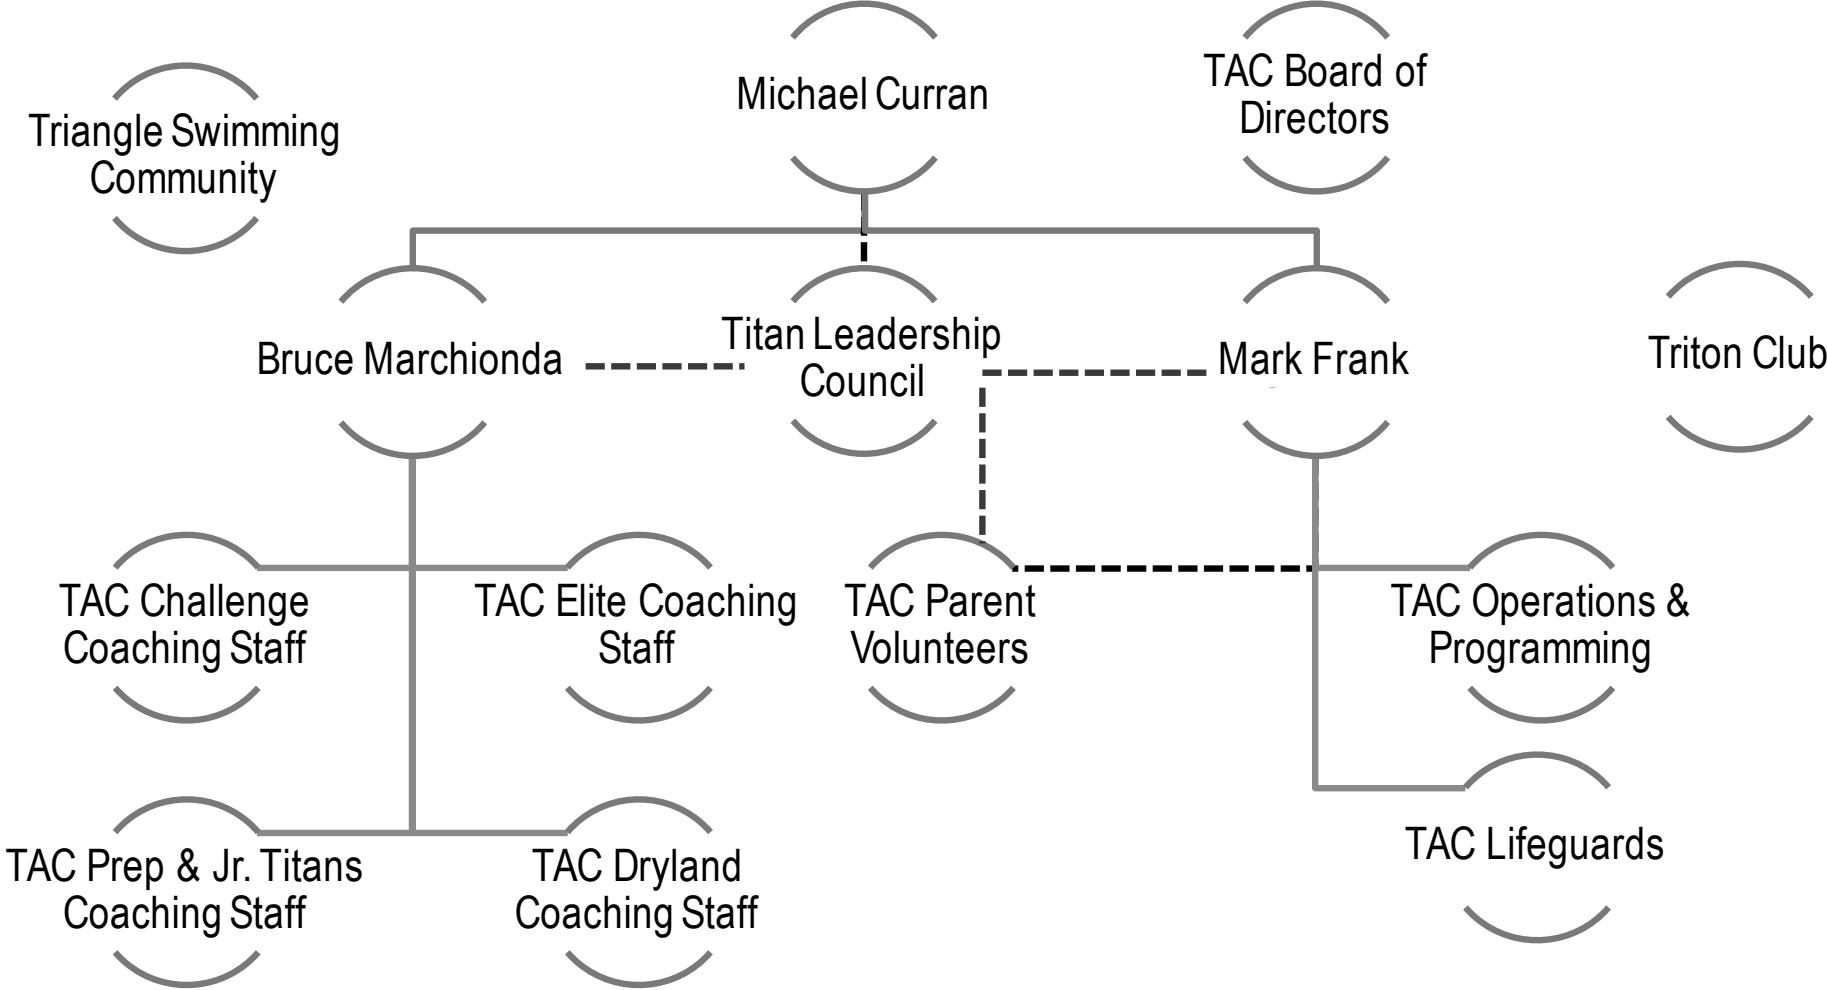 Michael Curran
TAC Board of
Directors
Triangle Swimming
Community
Bruce Marchionda
Titan Leadership
Council
Mark Frank
Triton Club
TAC Challenge
Coaching Staff
TAC Elite Coaching
Staff
TAC Parent
Volunteers
TAC Operations &
Programming
TAC Prep & Jr. Titans
Coaching Staff
TAC Dryland
Coaching Staff
TAC Lifeguards